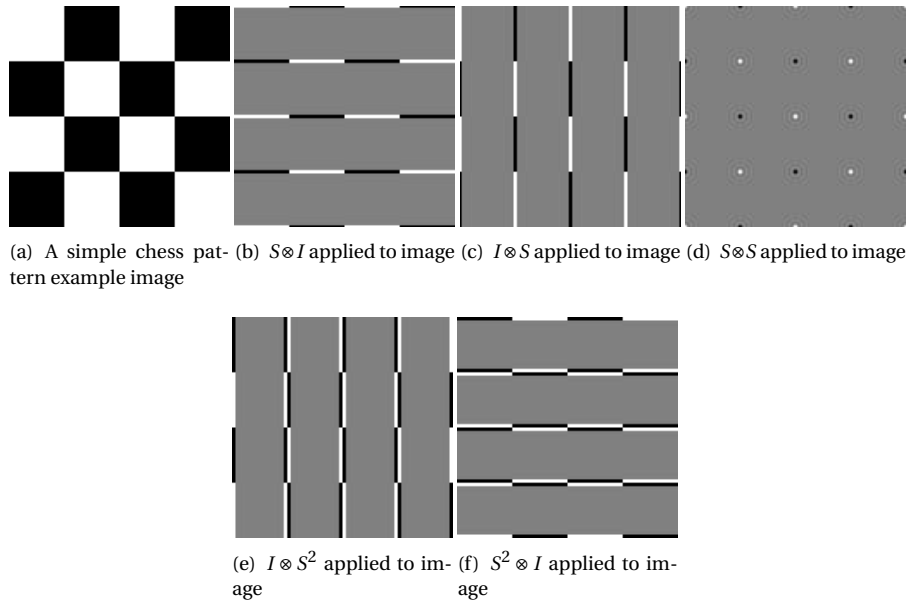 (a) A simple chess pat-
tern example image
(b) S⊗I applied to image
(c) I⊗S applied to image
(d) S⊗S applied to image
(e) I ⊗ S² applied to im-
age
(f) S² ⊗ I applied to im-
age